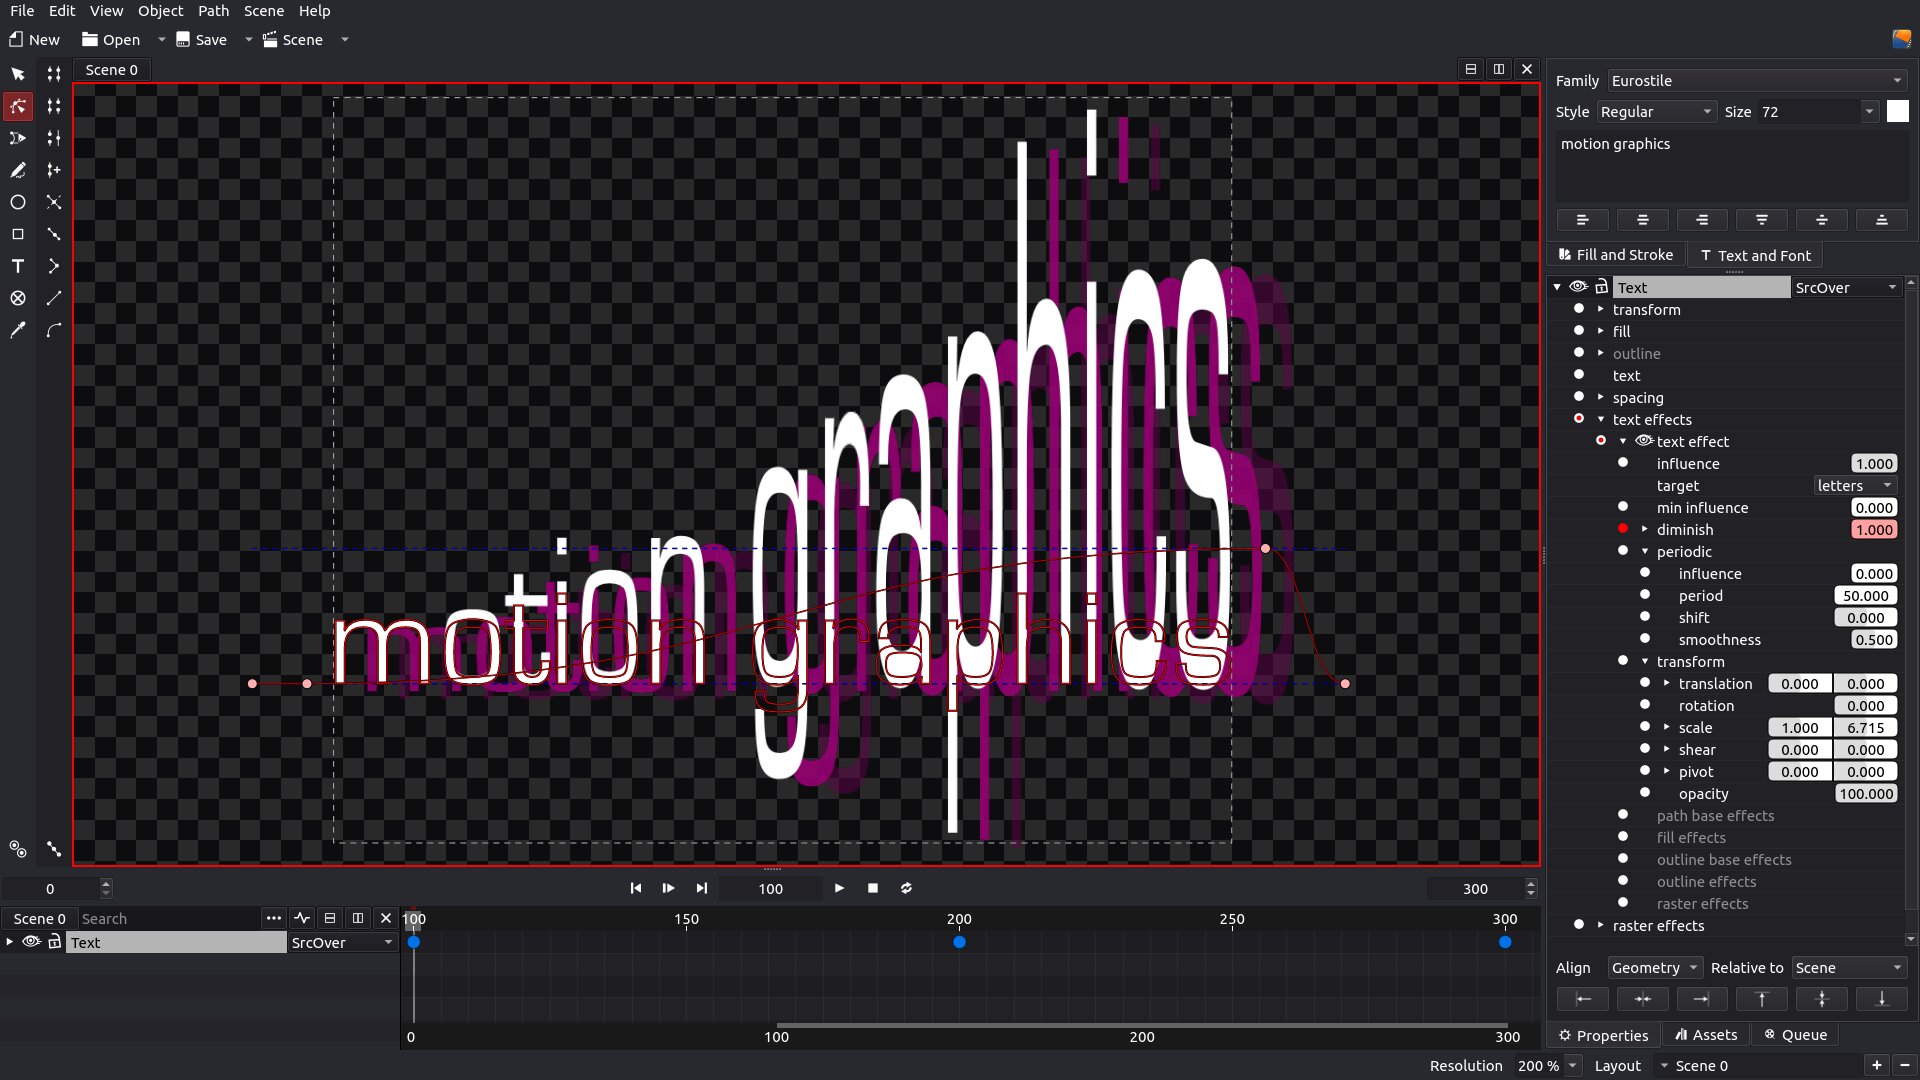 File Edit View Object Path Scene Help
New Open Save Scene
Scene 0
motion graphics
Family Eurostile
Style Regular Size 72
motion graphics
Fill and Stroke Text and Font
Text SrcOver
transform
fill
outline
text
spacing
text effects
text effect
influence 1.000
target letters
min influence 0.000
diminish 1.000
periodic
influence 0.000
period 50.000
shift 0.000
smoothness 0.500
transform
translation 0.000 0.000
rotation 0.000
scale 1.000 6.715
shear 0.000 0.000
pivot 0.000 0.000
opacity 100.000
path base effects
fill effects
outline base effects
outline effects
raster effects
raster effects
Align Geometry Relative to Scene
Properties Assets Queue
0 100 300
Scene 0 Search 100 150 200 250 300
Text SrcOver
0 100 200 300
Resolution 200 % Layout Scene 0